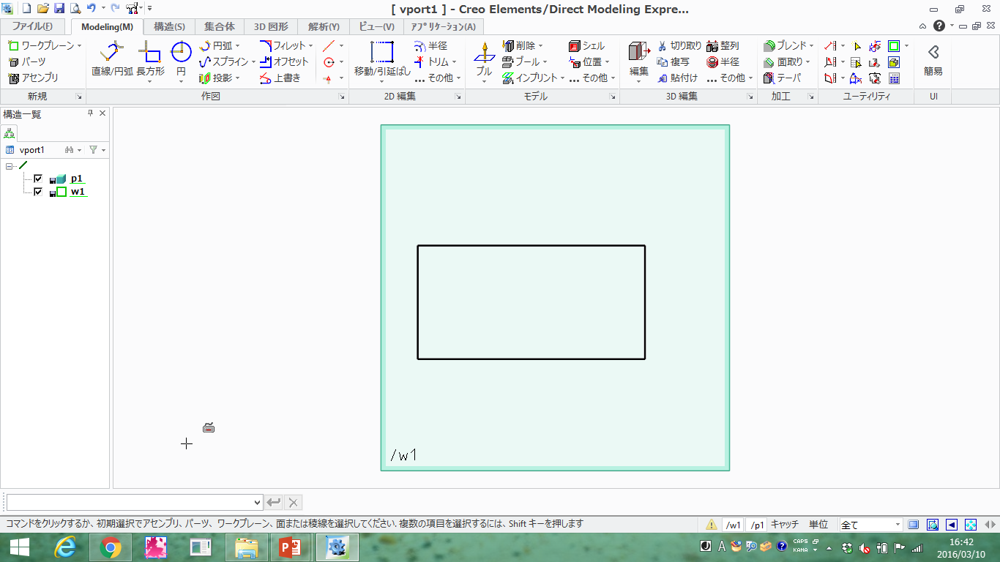 [ vport1 ] - Creo Elements/Direct Modeling Expre...
ファイル(F) Modeling(M) 構造(S) 集合体 3D 図形 解析(Y) ビュー(V) アプリケーション(A)
ワークプレーン 円弧 フィレット 半径 削除 シェル 切り取り 整列 ブレンド
パーツ スプライン オフセット トリム ブール 位置 複写 半径 面取り
アセンブリ 直線/円弧 長方形 円 投影 上書き 移動/引延ばし ... その他 プル インプリント ... その他 編集 貼付け ... その他 テーパ 簡易
新規 作図 2D 編集 モデル 3D 編集 加工 ユーティリティ UI
構造一覧
vport1
p1
w1
/w1
コマンドをクリックするか、初期選択でアセンブリ、パーツ、ワークプレーン、面または稜線を選択してください. 複数の項目を選択するには、Shift キーを押します
/w1 /p1 キャッチ 単位 全て
A CAPS
KANA
16:42
2016/03/10